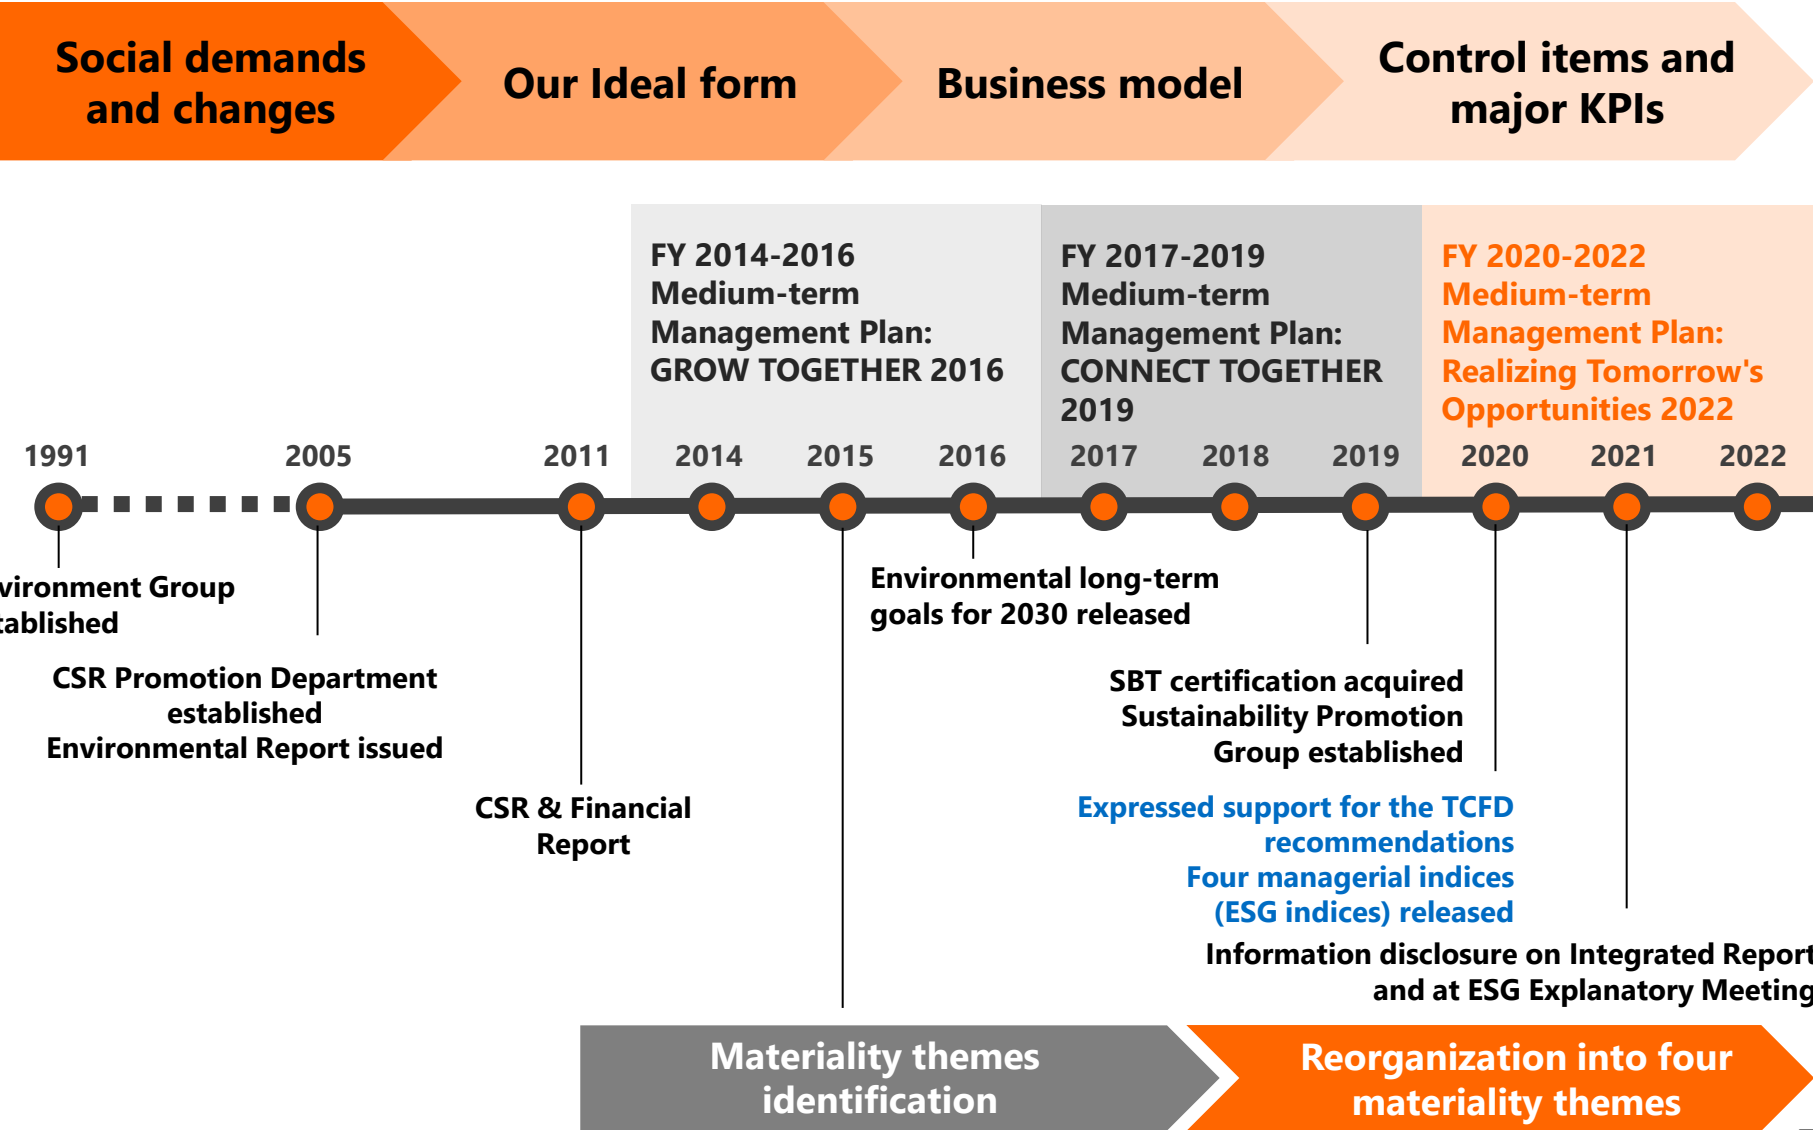 Social demands
and changes
Our Ideal form
Business model
Control items and
major KPIs
FY 2014-2016
Medium-term
Management Plan:
GROW TOGETHER 2016
FY 2017-2019
Medium-term
Management Plan:
CONNECT TOGETHER
2019
FY 2020-2022
Medium-term
Management Plan:
Realizing Tomorrow's
Opportunities 2022
1991
2005
2011
2014
2015
2016
2017
2018
2019
2020
2021
2022
vironment Group
tablished
CSR Promotion Department
established
Environmental Report issued
CSR & Financial
Report
Environmental long-term
goals for 2030 released
SBT certification acquired
Sustainability Promotion
Group established
Expressed support for the TCFD
recommendations
Four managerial indices
(ESG indices) released
Information disclosure on Integrated Report
and at ESG Explanatory Meeting
Materiality themes
identification
Reorganization into four
materiality themes